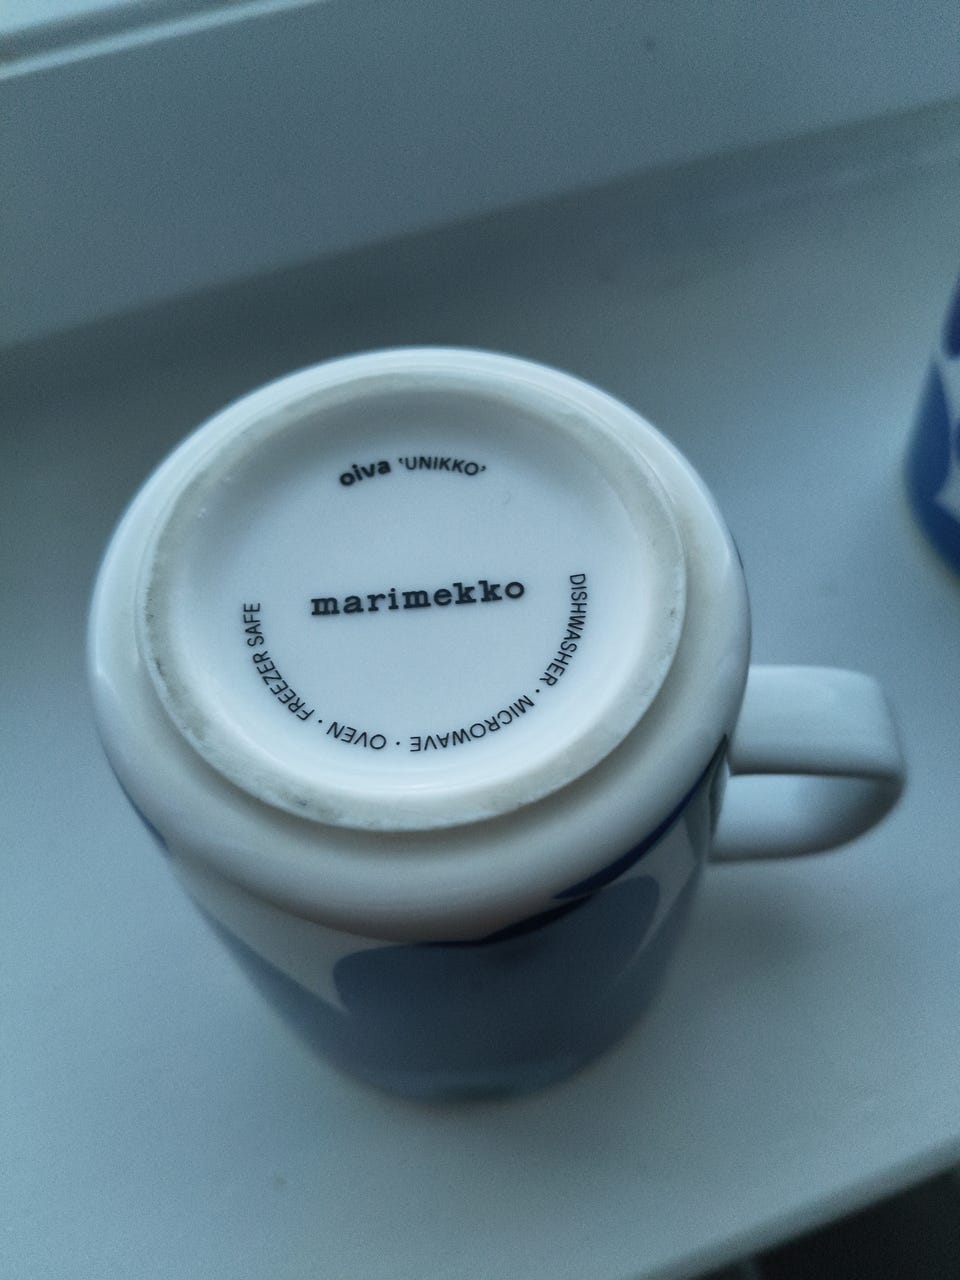 oiva ‘UNIKKO’
marimekko
DISHWASHER · MICROWAVE · OVEN · FREEZER SAFE